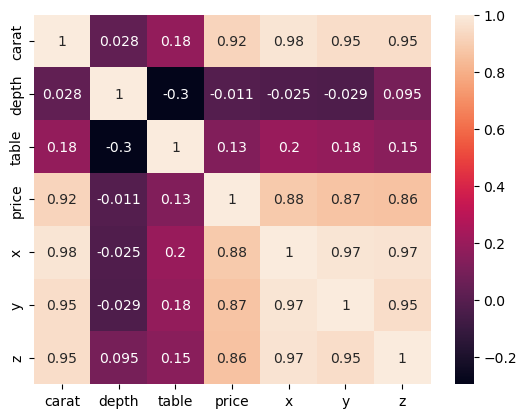 carat 1 0.028 0.18 0.92 0.98 0.95 0.95
depth 0.028 1 -0.3 -0.011 -0.025 -0.029 0.095
table 0.18 -0.3 1 0.13 0.2 0.18 0.15
price 0.92 -0.011 0.13 1 0.88 0.87 0.86
x 0.98 -0.025 0.2 0.88 1 0.97 0.97
y 0.95 -0.029 0.18 0.87 0.97 1 0.95
z 0.95 0.095 0.15 0.86 0.97 0.95 1
carat depth table price x y z
1.0
0.8
0.6
0.4
0.2
0.0
−0.2